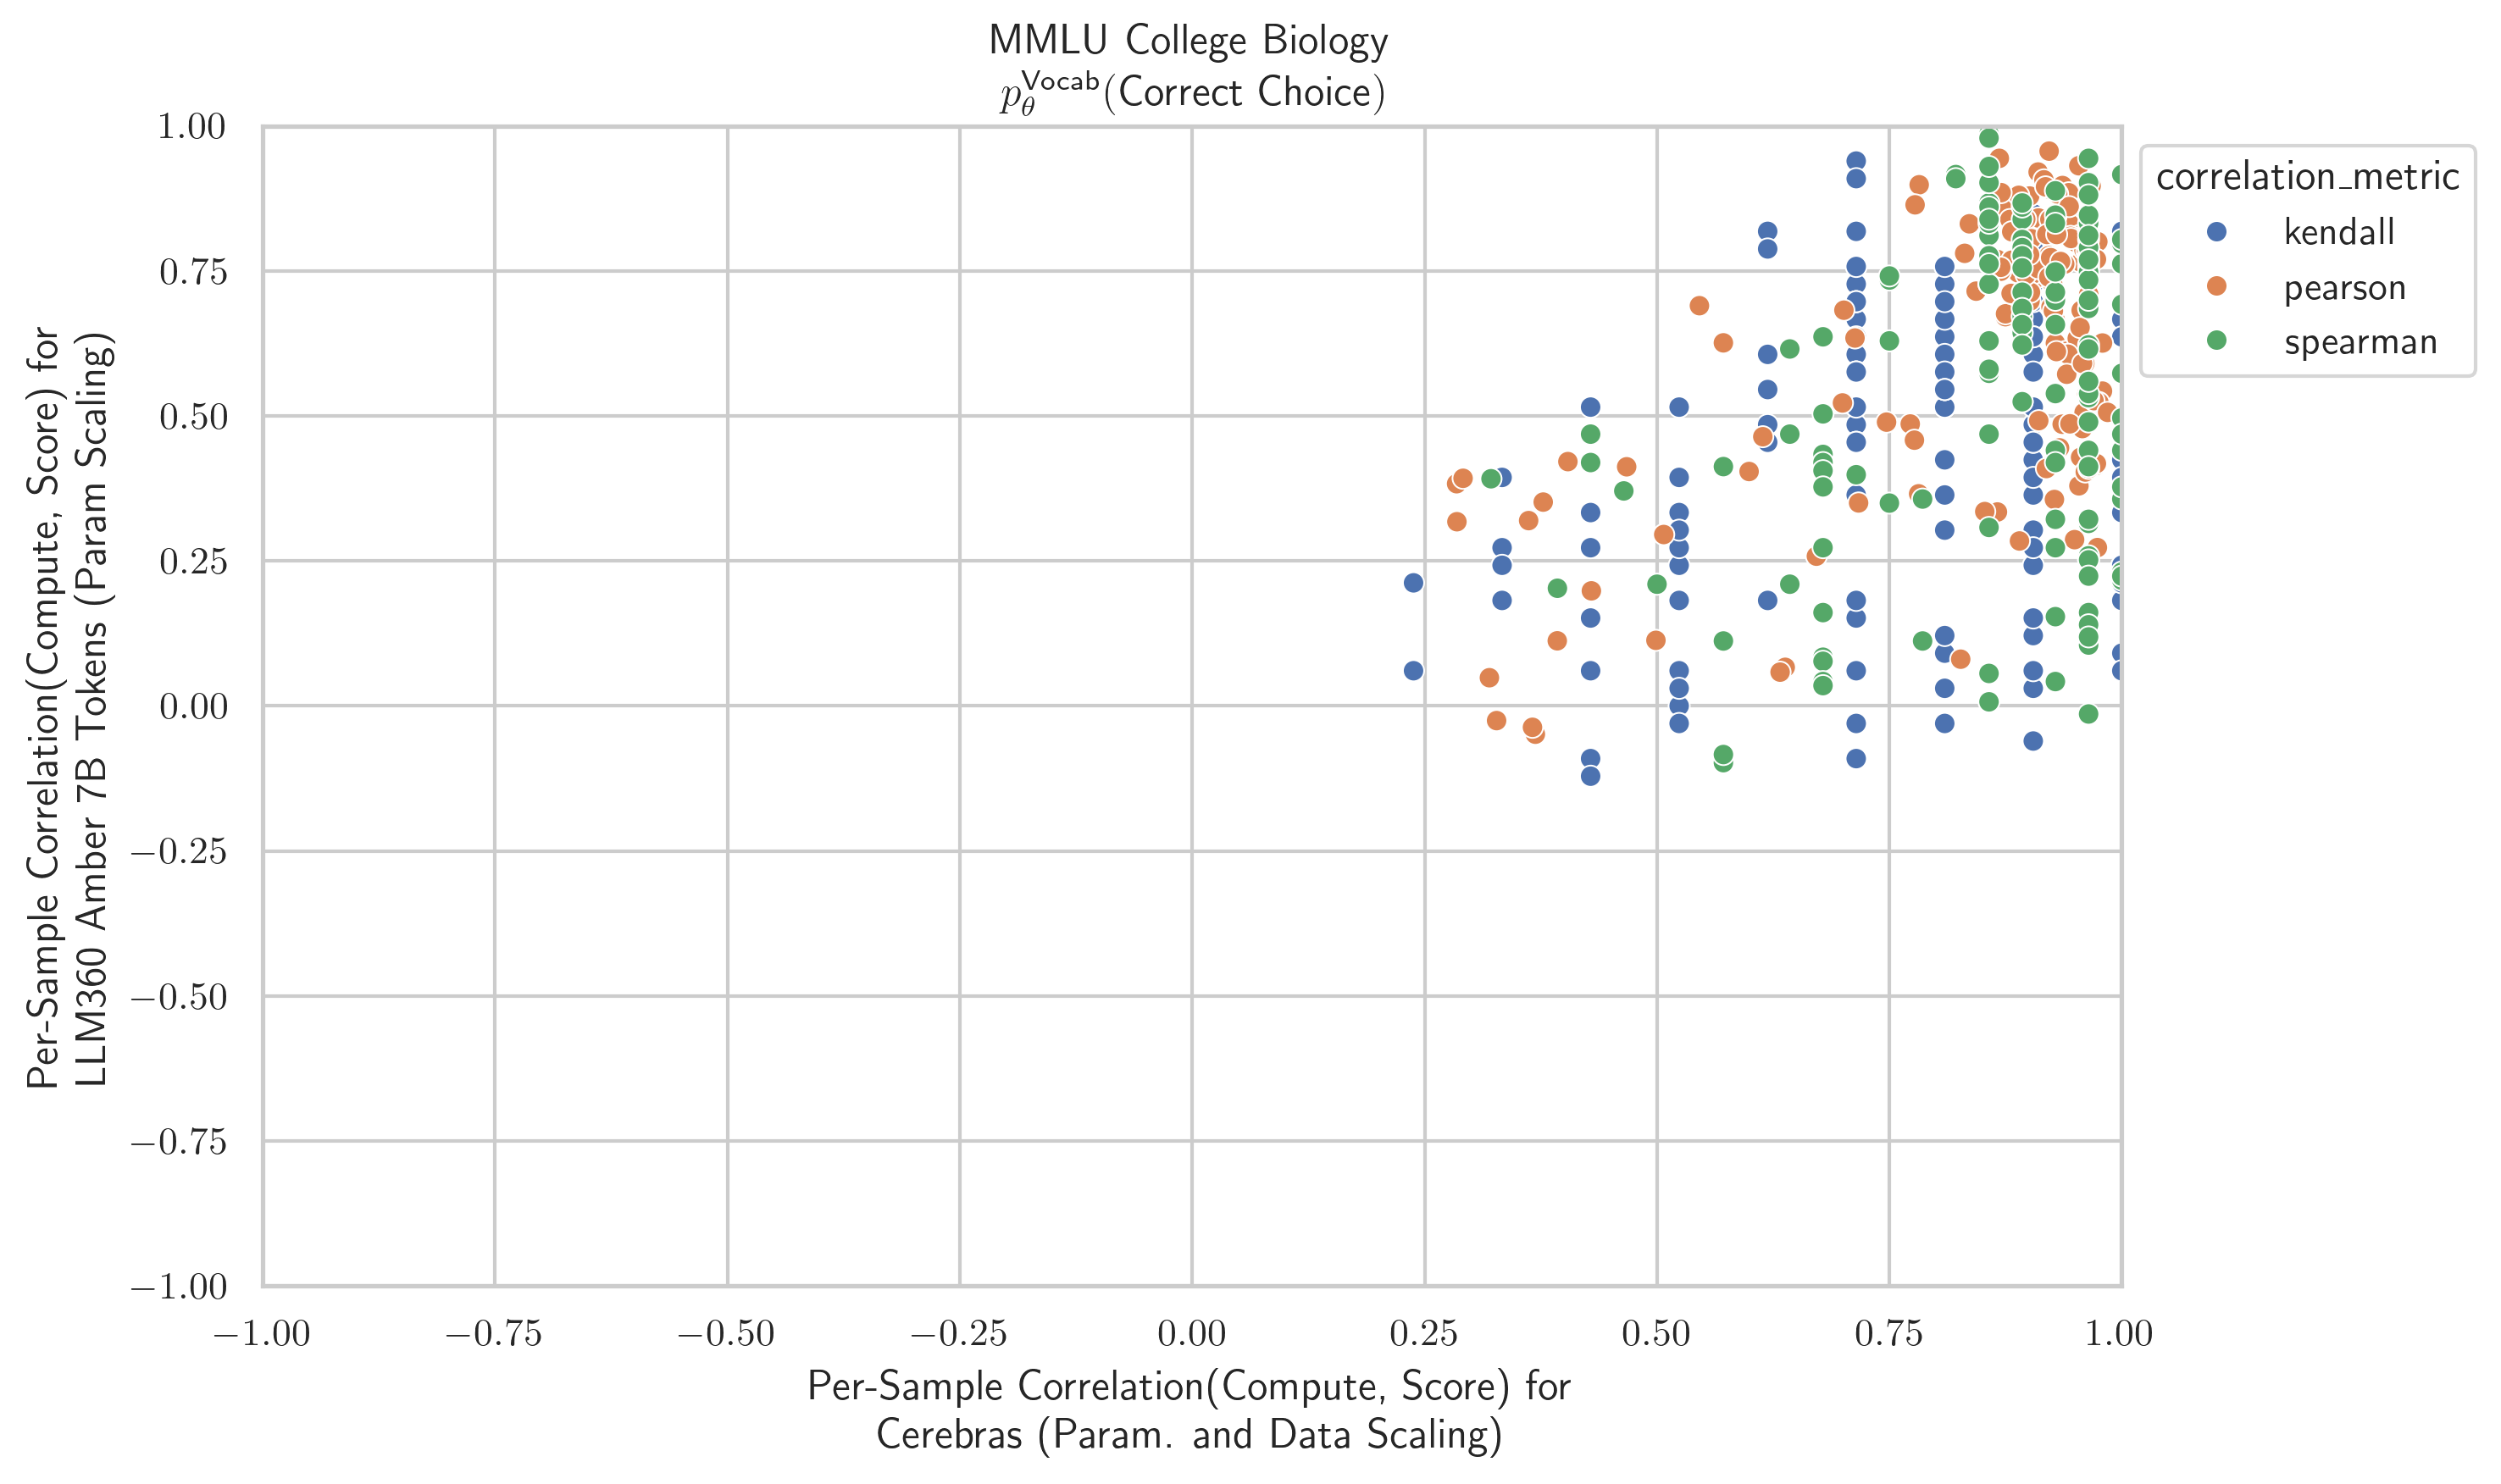 MMLU College Biology
p_θ^Vocab(Correct Choice)
1.00
0.75
0.50
0.25
0.00
−0.25
−0.50
−0.75
−1.00
Per-Sample Correlation(Compute, Score) for
LLM360 Amber 7B Tokens (Param Scaling)
−1.00
−0.75
−0.50
−0.25
0.00
0.25
0.50
0.75
1.00
Per-Sample Correlation(Compute, Score) for
Cerebras (Param. and Data Scaling)
correlation_metric
kendall
pearson
spearman